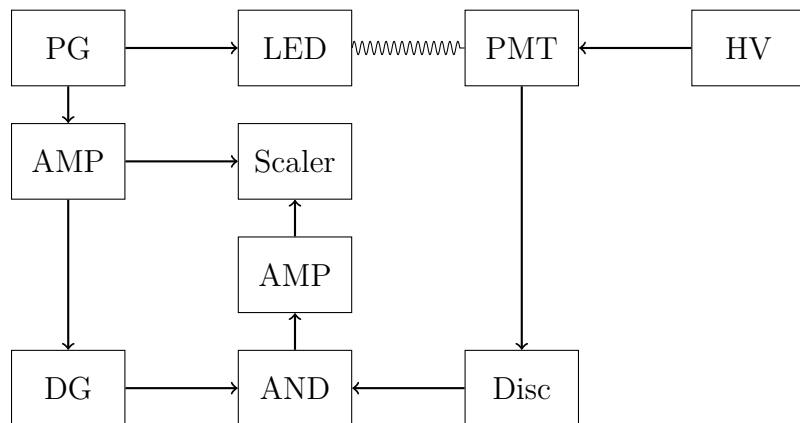 PG
LED
PMT
HV
AMP
Scaler
AMP
DG
AND
Disc